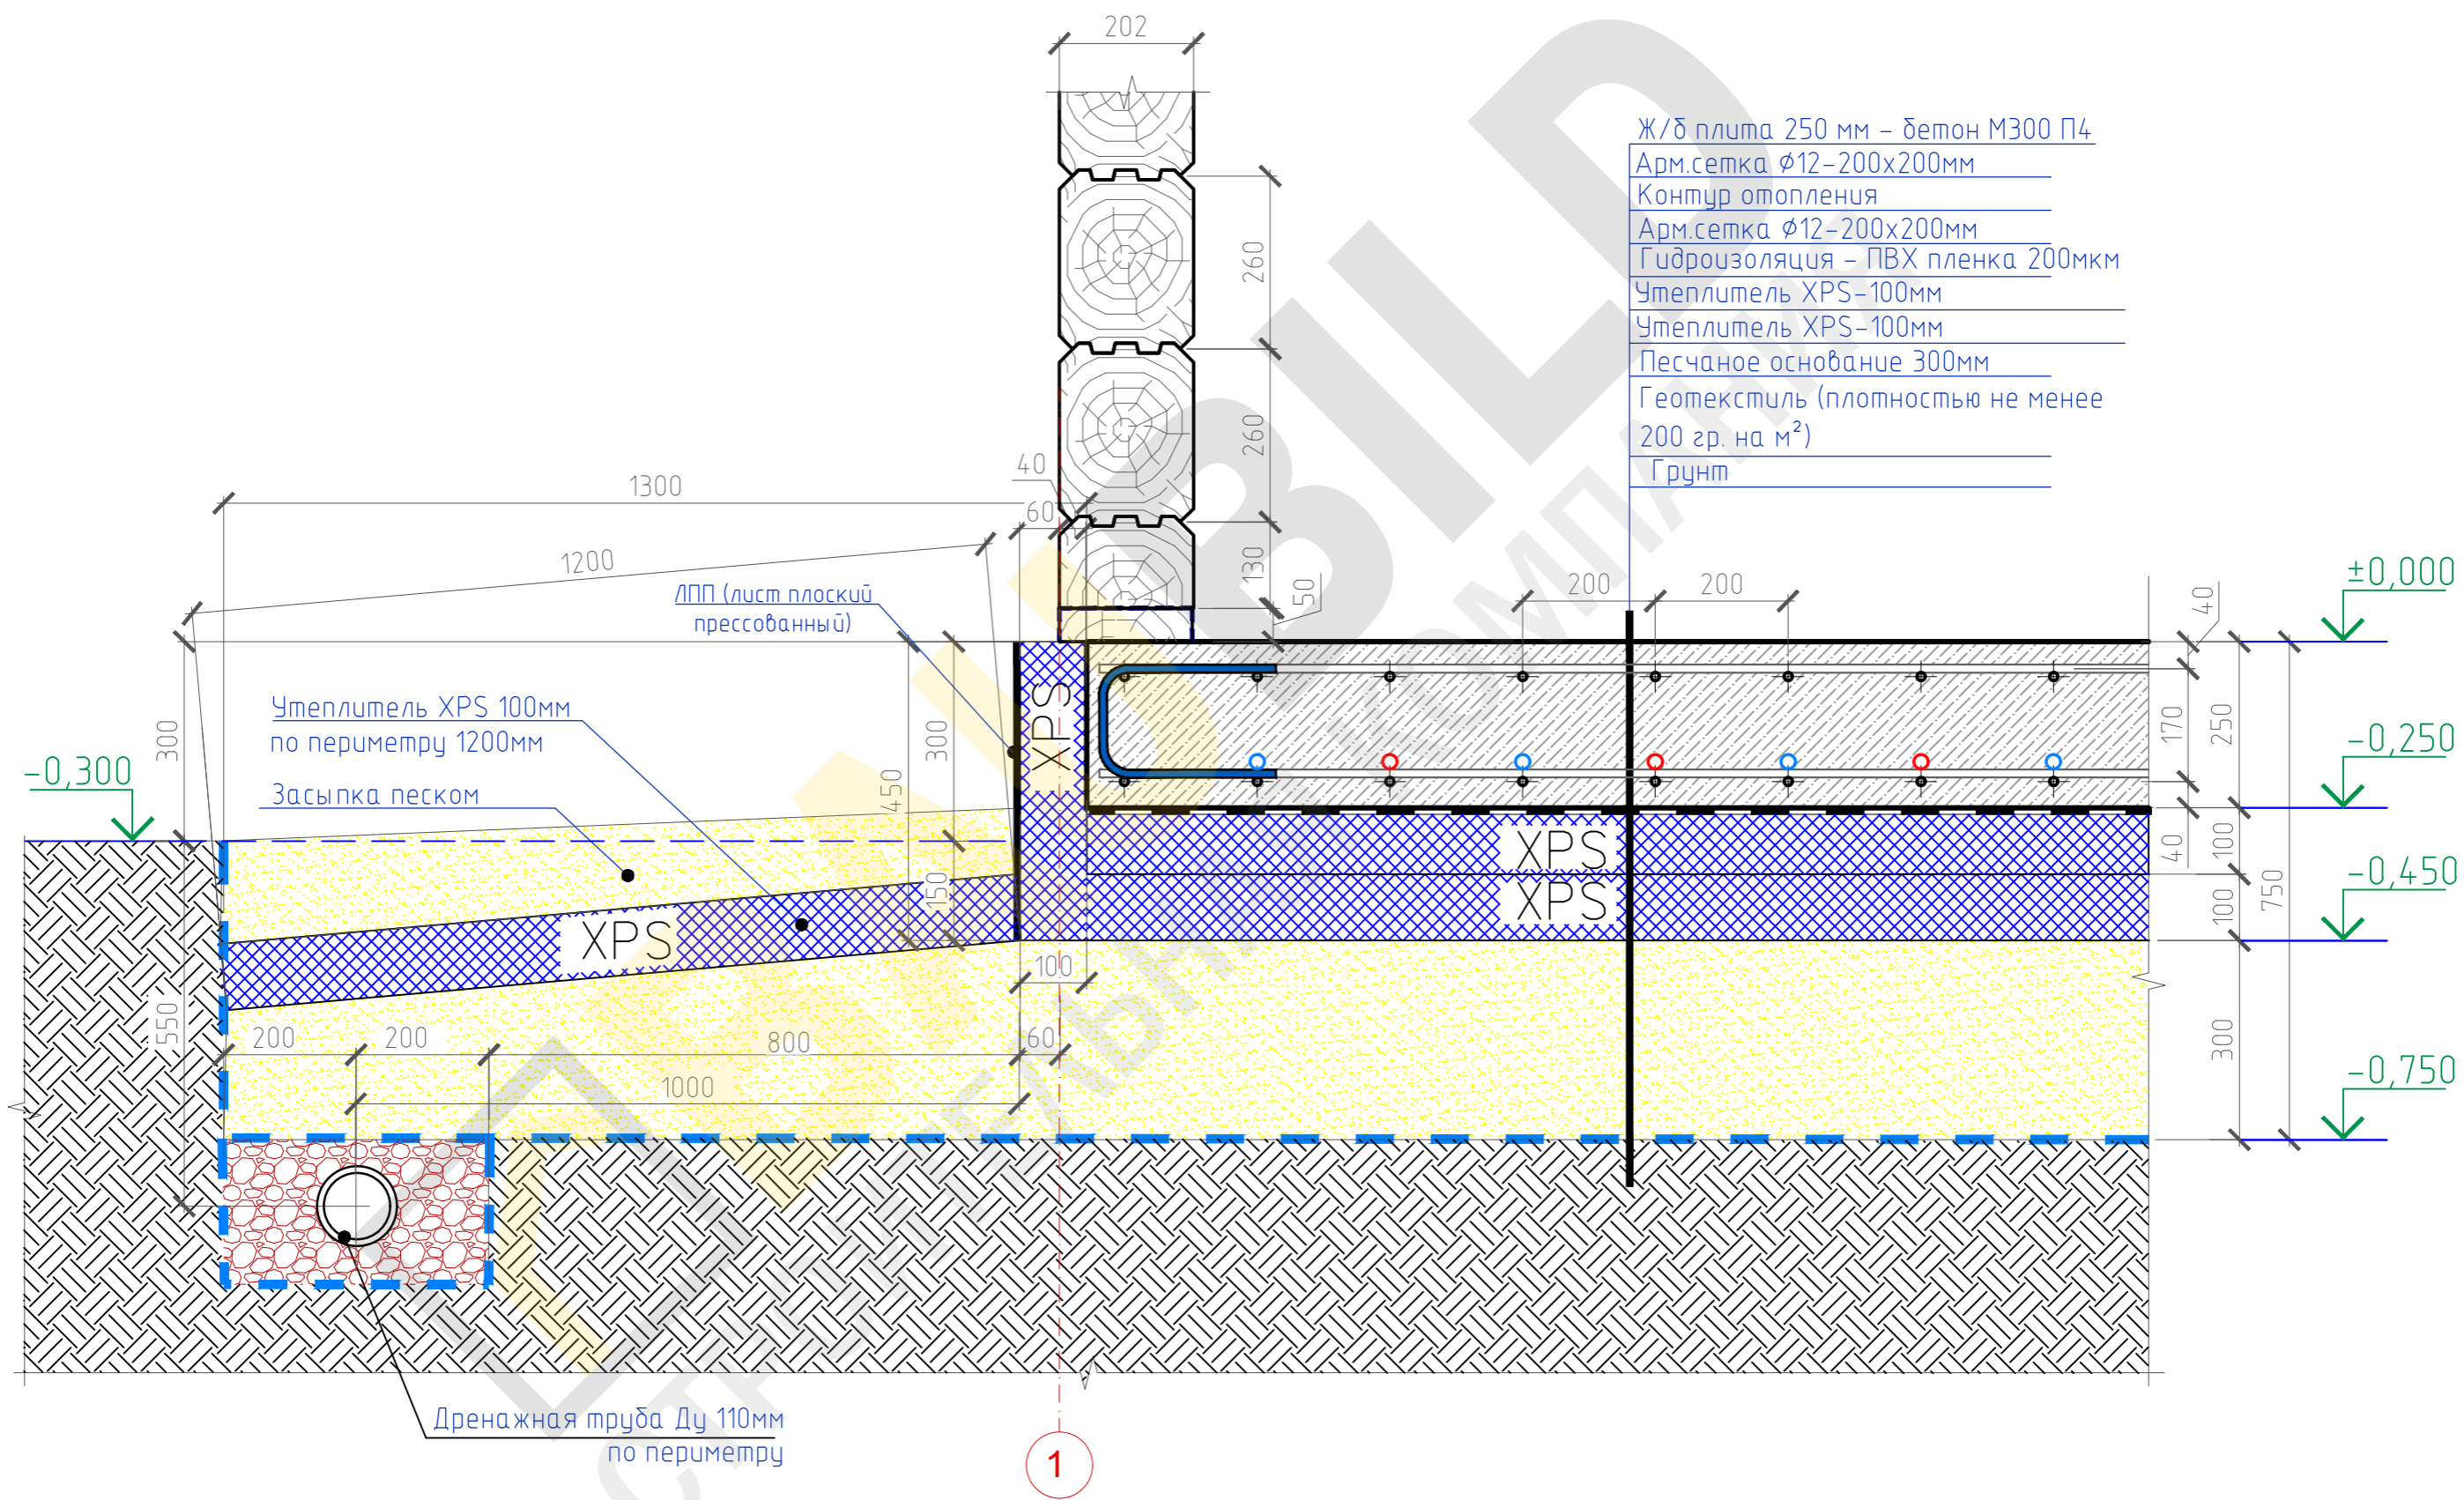 202
Ж/б плита 250 мм – бетон М300 П4
Арм.сетка Ø12–200х200мм
Контур отопления
Арм.сетка Ø12–200х200мм
Гидроизоляция – ПВХ пленка 200мкм
Утеплитель XPS–100мм
Утеплитель XPS–100мм
Песчаное основание 300мм
Геотекстиль (плотностью не менее
200 гр. на м²)
Грунт
260
260
130
50
40
60
1300
1200
ЛПП (лист плоский
прессованный)
200
200
±0,000
40
Утеплитель XPS 100мм
по периметру 1200мм
Засыпка песком
300
300
450
150
XPS
170
250
-0,250
-0,300
XPS
XPS
XPS
40
100
100
750
-0,450
100
550
200
200
800
60
1000
300
-0,750
Дренажная труба Ду 110мм
по периметру
1
BILD
СТРОИТЕЛЬНАЯ КОМПАНИЯ